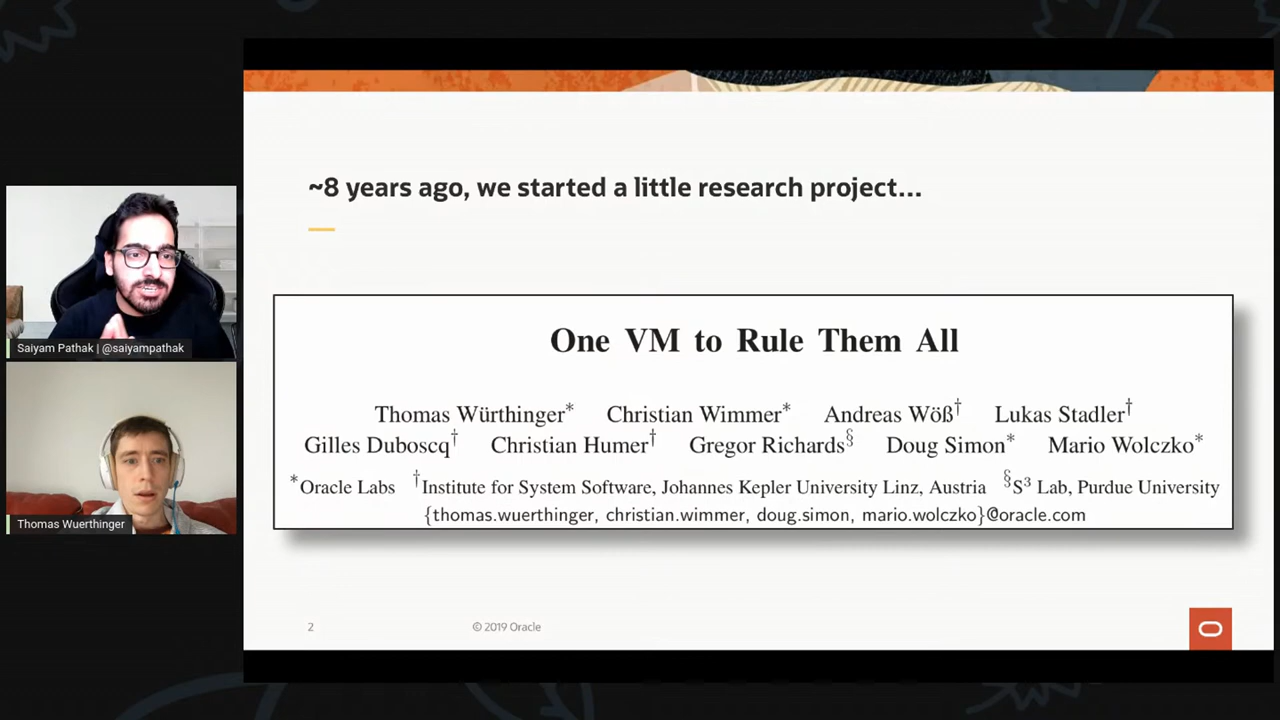 ~8 years ago, we started a little research project...
One VM to Rule Them All
Thomas Würthinger* Christian Wimmer* Andreas Wöß† Lukas Stadler†
Gilles Duboscq† Christian Humer† Gregor Richards§ Doug Simon* Mario Wolczko*
*Oracle Labs †Institute for System Software, Johannes Kepler University Linz, Austria §S³ Lab, Purdue University
{thomas.wuerthinger, christian.wimmer, doug.simon, mario.wolczko}@oracle.com
2 © 2019 Oracle
Saiyam Pathak | @saiyampathak
Thomas Wuerthinger